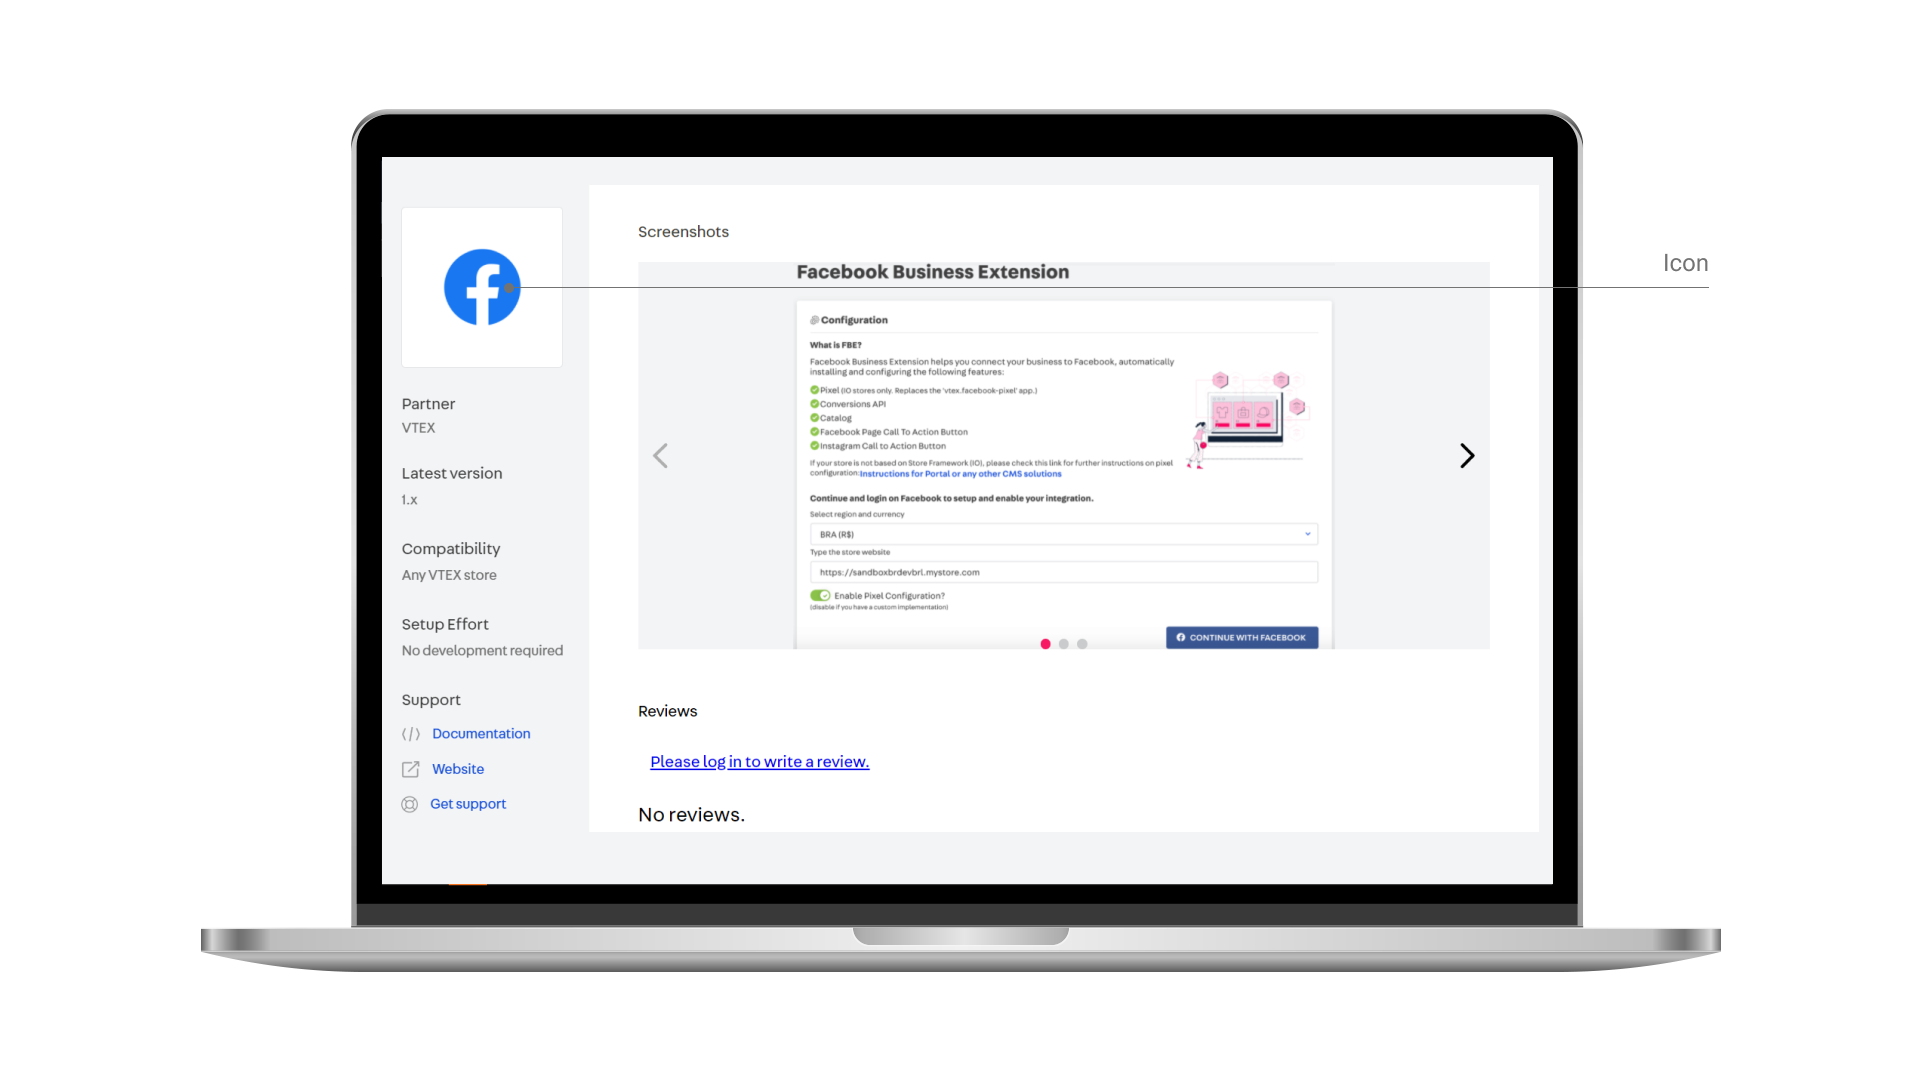 Icon
Partner
VTEX
Latest version
1.x
Compatibility
Any VTEX store
Setup Effort
No development required
Support
Documentation
Website
Get support
Screenshots
Facebook Business Extension
Configuration
What is FBE?
Facebook Business Extension helps you connect your business to Facebook, automatically
installing and configuring the following features:
Pixel (IO stores only. Replaces the 'vtex.facebook-pixel' app.)
Conversions API
Catalog
Facebook Page Call To Action Button
Instagram Call to Action Button
If your store is not based on Store Framework (IO), please check this link for further instructions on pixel
configuration:Instructions for Portal or any other CMS solutions
Continue and login on Facebook to setup and enable your integration.
Select region and currency
BRA (R$)
Type the store website
https://sandboxbrdevbrl.mystore.com
Enable Pixel Configuration?
(disable if you have a custom implementation)
CONTINUE WITH FACEBOOK
Reviews
Please log in to write a review.
No reviews.